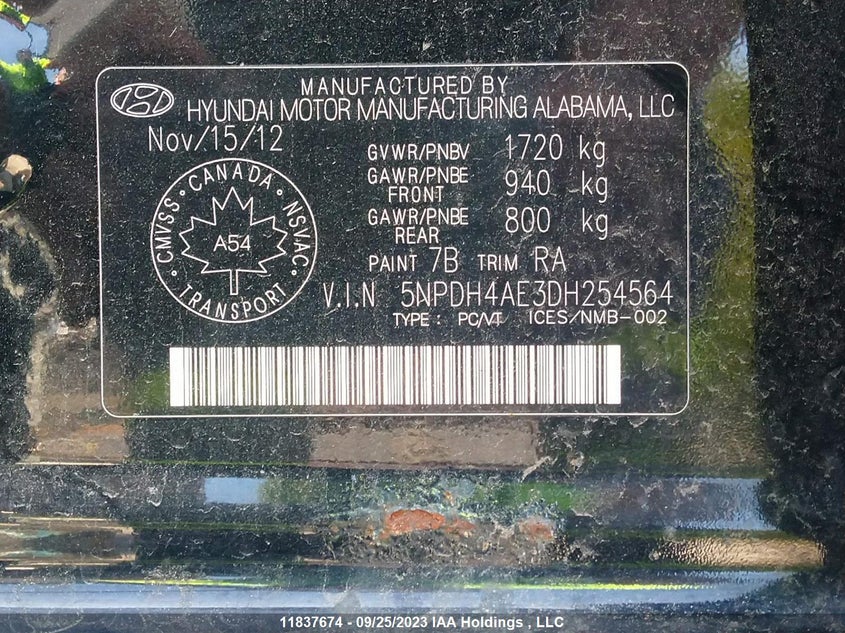 MANUFACTURED BY
HYUNDAI MOTOR MANUFACTURING ALABAMA, LLC
Nov/15/12
GVWR/PNBV 1720 kg
GAWR/PNBE FRONT 940 kg
GAWR/PNBE REAR 800 kg
CANADA
CMVSS • NSVAC
A54
TRANSPORT
PAINT 7B TRIM RA
V.I.N 5NPDH4AE3DH254564
TYPE : PC/VT ICES/NMB-002
11837674 - 09/25/2023 IAA Holdings , LLC